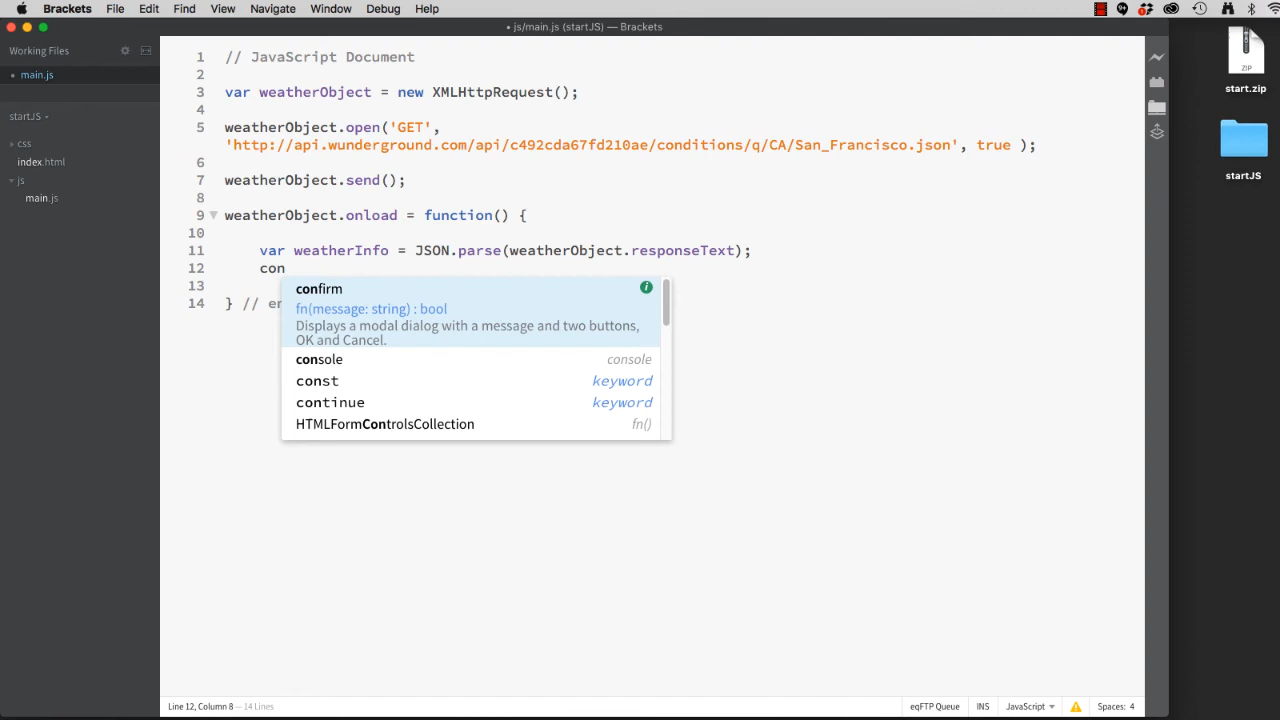 Brackets File Edit Find View Navigate Window Debug Help
• js/main.js (startJS) — Brackets
Working Files
• main.js
startJS
css
index.html
js
main.js
1 // JavaScript Document
2
3 var weatherObject = new XMLHttpRequest();
4
5 weatherObject.open('GET',
'http://api.wunderground.com/api/c492cda67fd210ae/conditions/q/CA/San_Francisco.json', true );
6
7 weatherObject.send();
8
9 weatherObject.onload = function() {
10
11 var weatherInfo = JSON.parse(weatherObject.responseText);
12 con
13
14 } // en
confirm
fn(message: string) : bool
Displays a modal dialog with a message and two buttons,
OK and Cancel.
console console
const keyword
continue keyword
HTMLFormControlsCollection fn()
ZIP
start.zip
startJS
Line 12, Column 8 — 14 Lines
eqFTP Queue INS JavaScript Spaces: 4